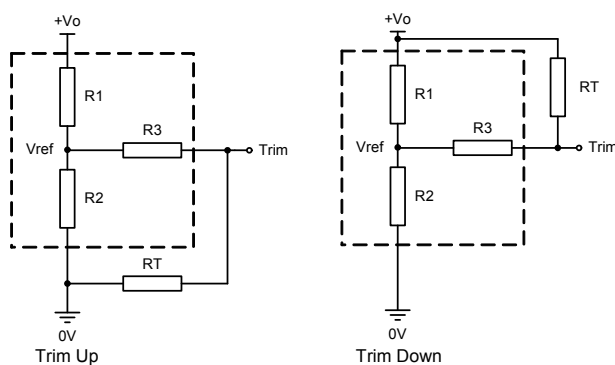 +Vo
R1
R3
Vref
Trim
R2
RT
0V
Trim Up
+Vo
R1
RT
R3
Vref
Trim
R2
0V
Trim Down